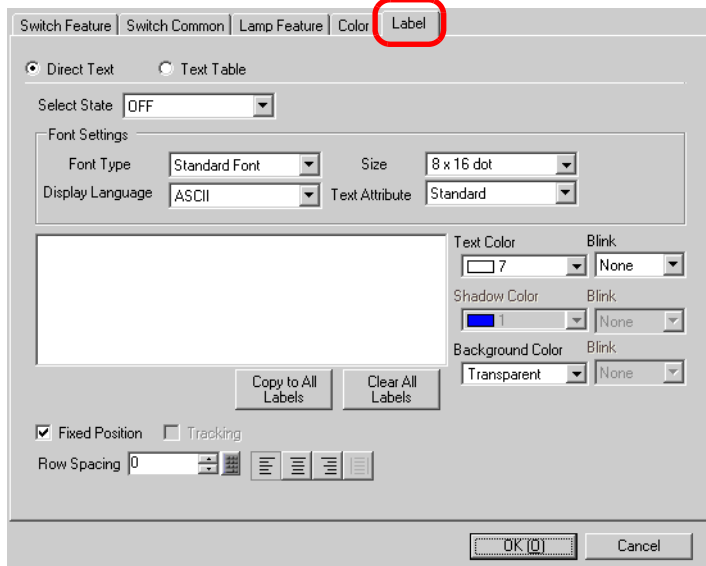 Switch Feature Switch Common Lamp Feature Color Label
Direct Text Text Table
Select State OFF
Font Settings
Font Type Standard Font Size 8 x 16 dot
Display Language ASCII Text Attribute Standard
Text Color Blink
7 None
Shadow Color Blink
1 None
Background Color Blink
Transparent None
Copy to All Labels Clear All Labels
Fixed Position Tracking
Row Spacing 0
OK (O) Cancel